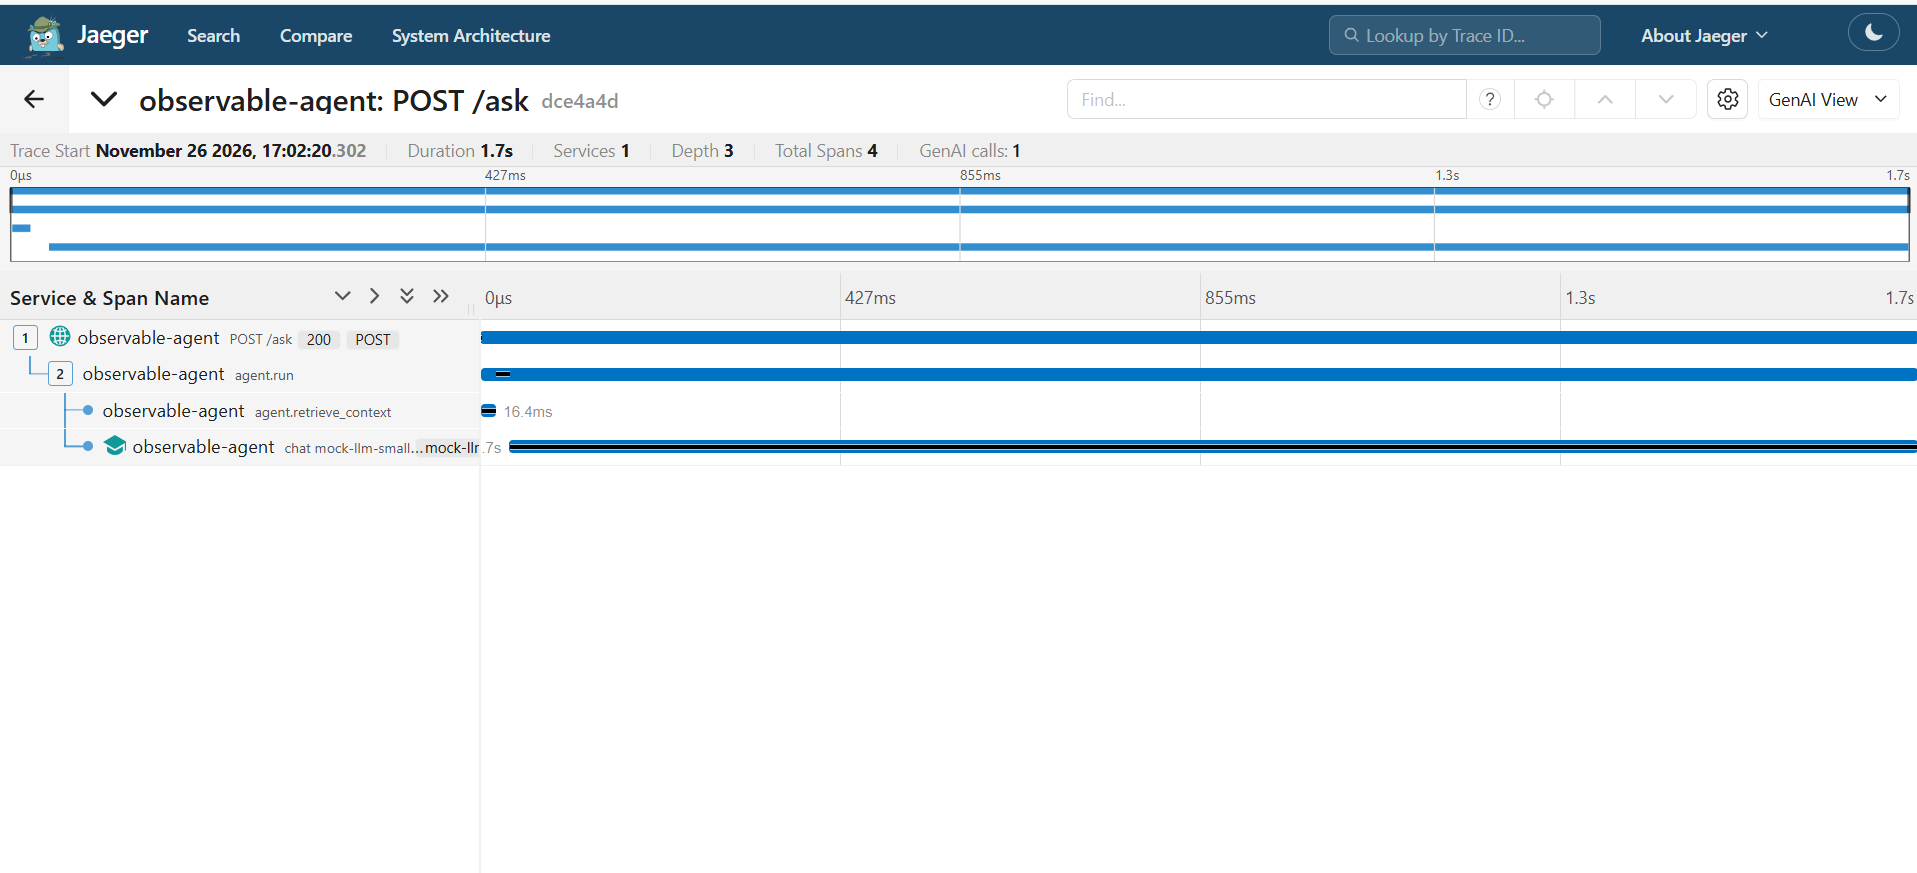 Jaeger Search Compare System Architecture Lookup by Trace ID... About Jaeger
observable-agent: POST /ask dce4a4d Find... ? GenAI View
Trace Start November 26 2026, 17:02:20.302 Duration 1.7s Services 1 Depth 3 Total Spans 4 GenAI calls: 1
0μs 427ms 855ms 1.3s 1.7s
Service & Span Name 0μs 427ms 855ms 1.3s 1.7s
1 observable-agent POST /ask 200 POST
2 observable-agent agent.run
observable-agent agent.retrieve_context 16.4ms
observable-agent chat mock-llm-small... mock-llm .7s